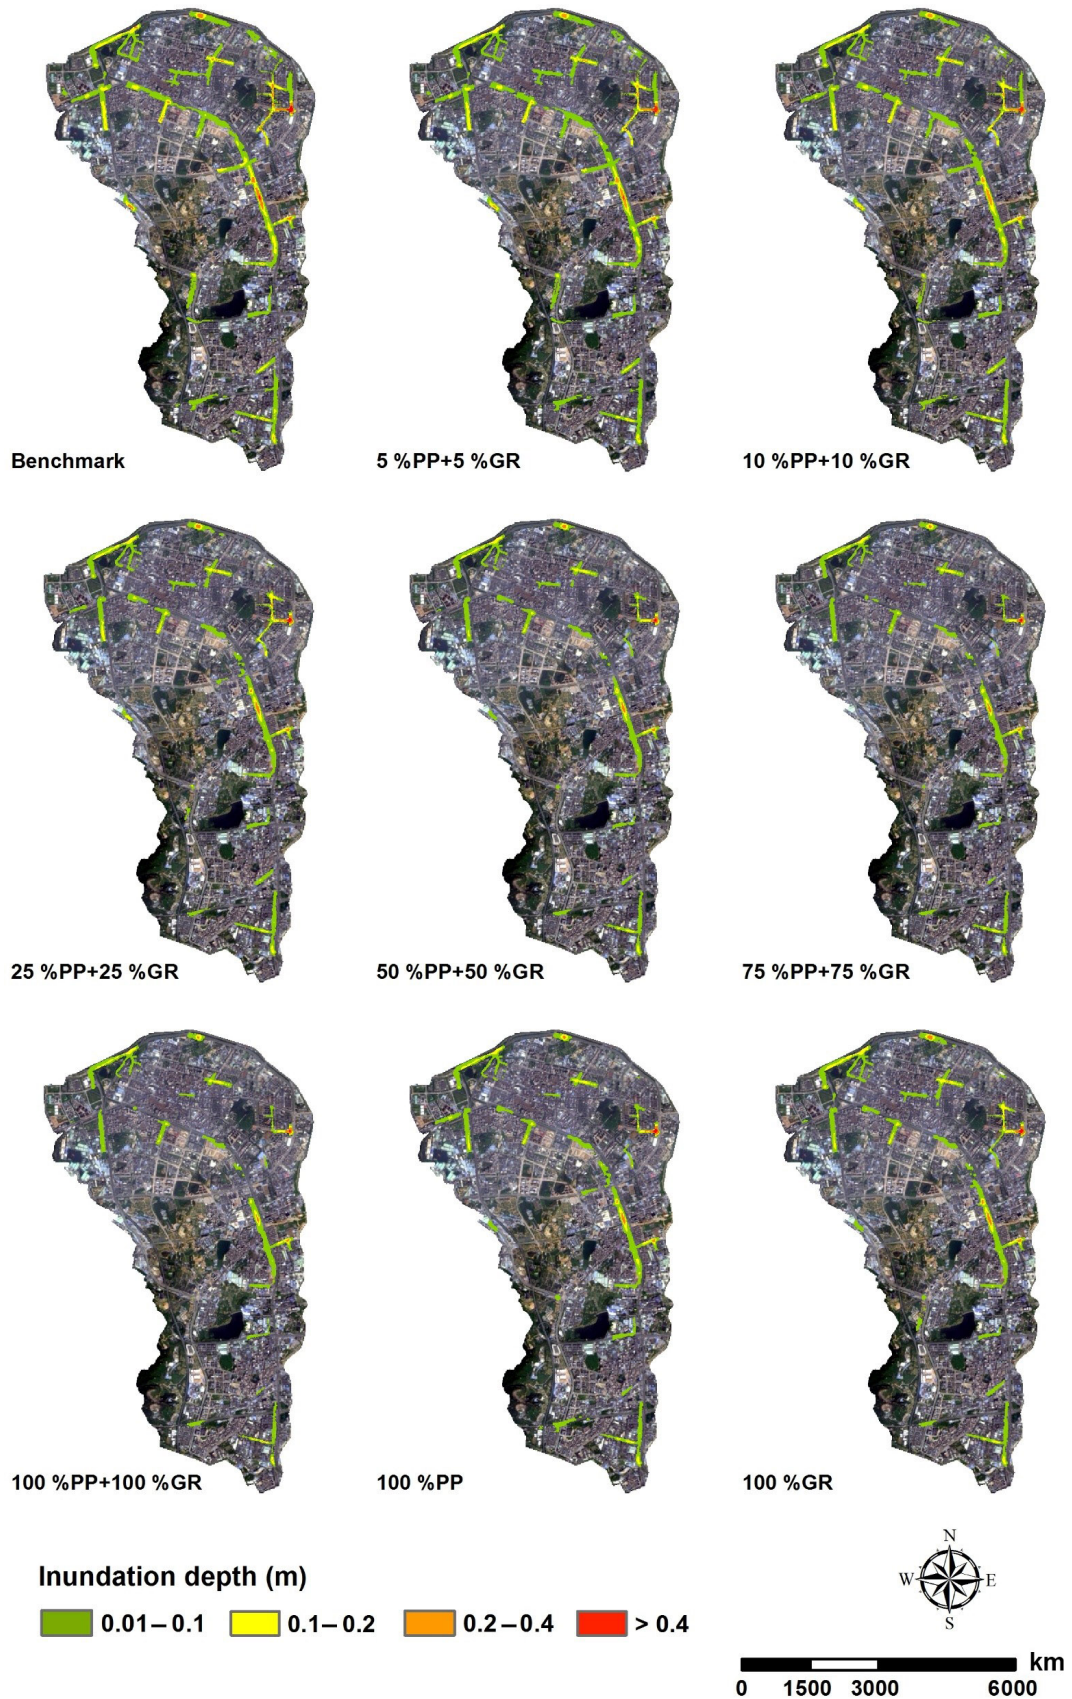 Benchmark
5 %PP+5 %GR
10 %PP+10 %GR
25 %PP+25 %GR
50 %PP+50 %GR
75 %PP+75 %GR
100 %PP+100 %GR
100 %PP
100 %GR
N
W E
S
Inundation depth (m)
0.01–0.1 0.1–0.2 0.2–0.4 > 0.4
km
0 1500 3000 6000